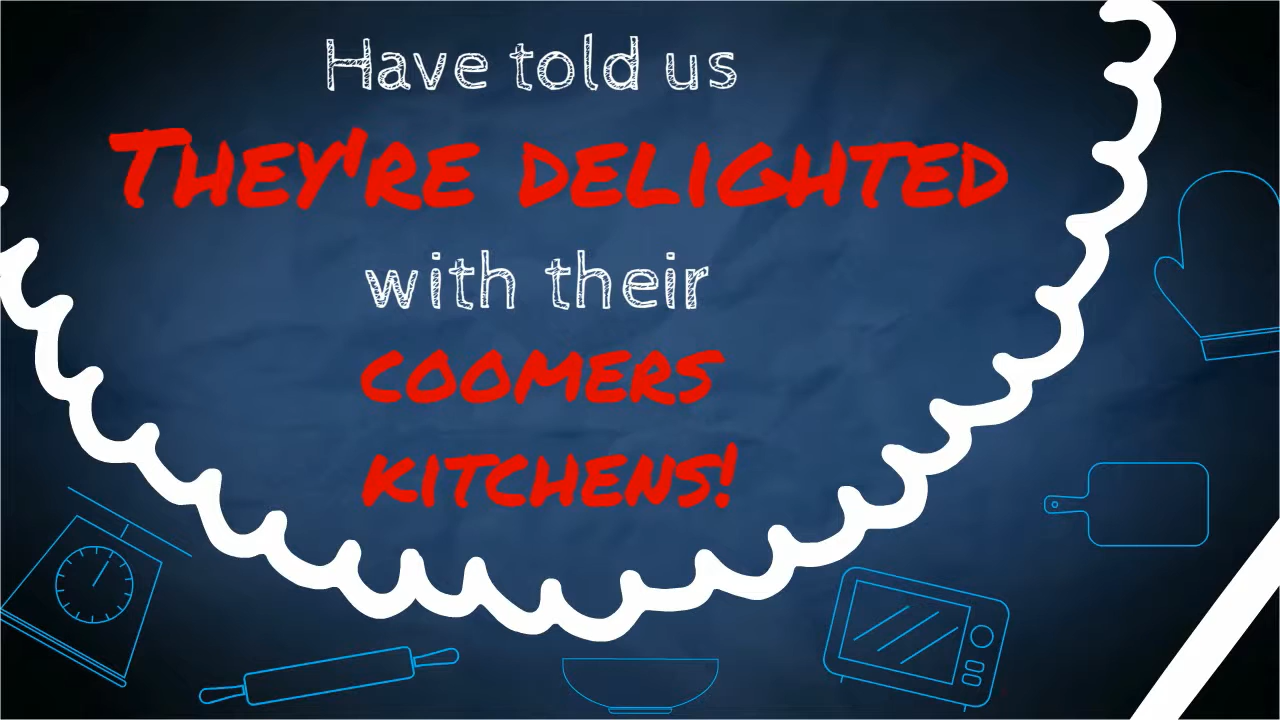 Have told us
They're delighted
with their
coomers
kitchens!